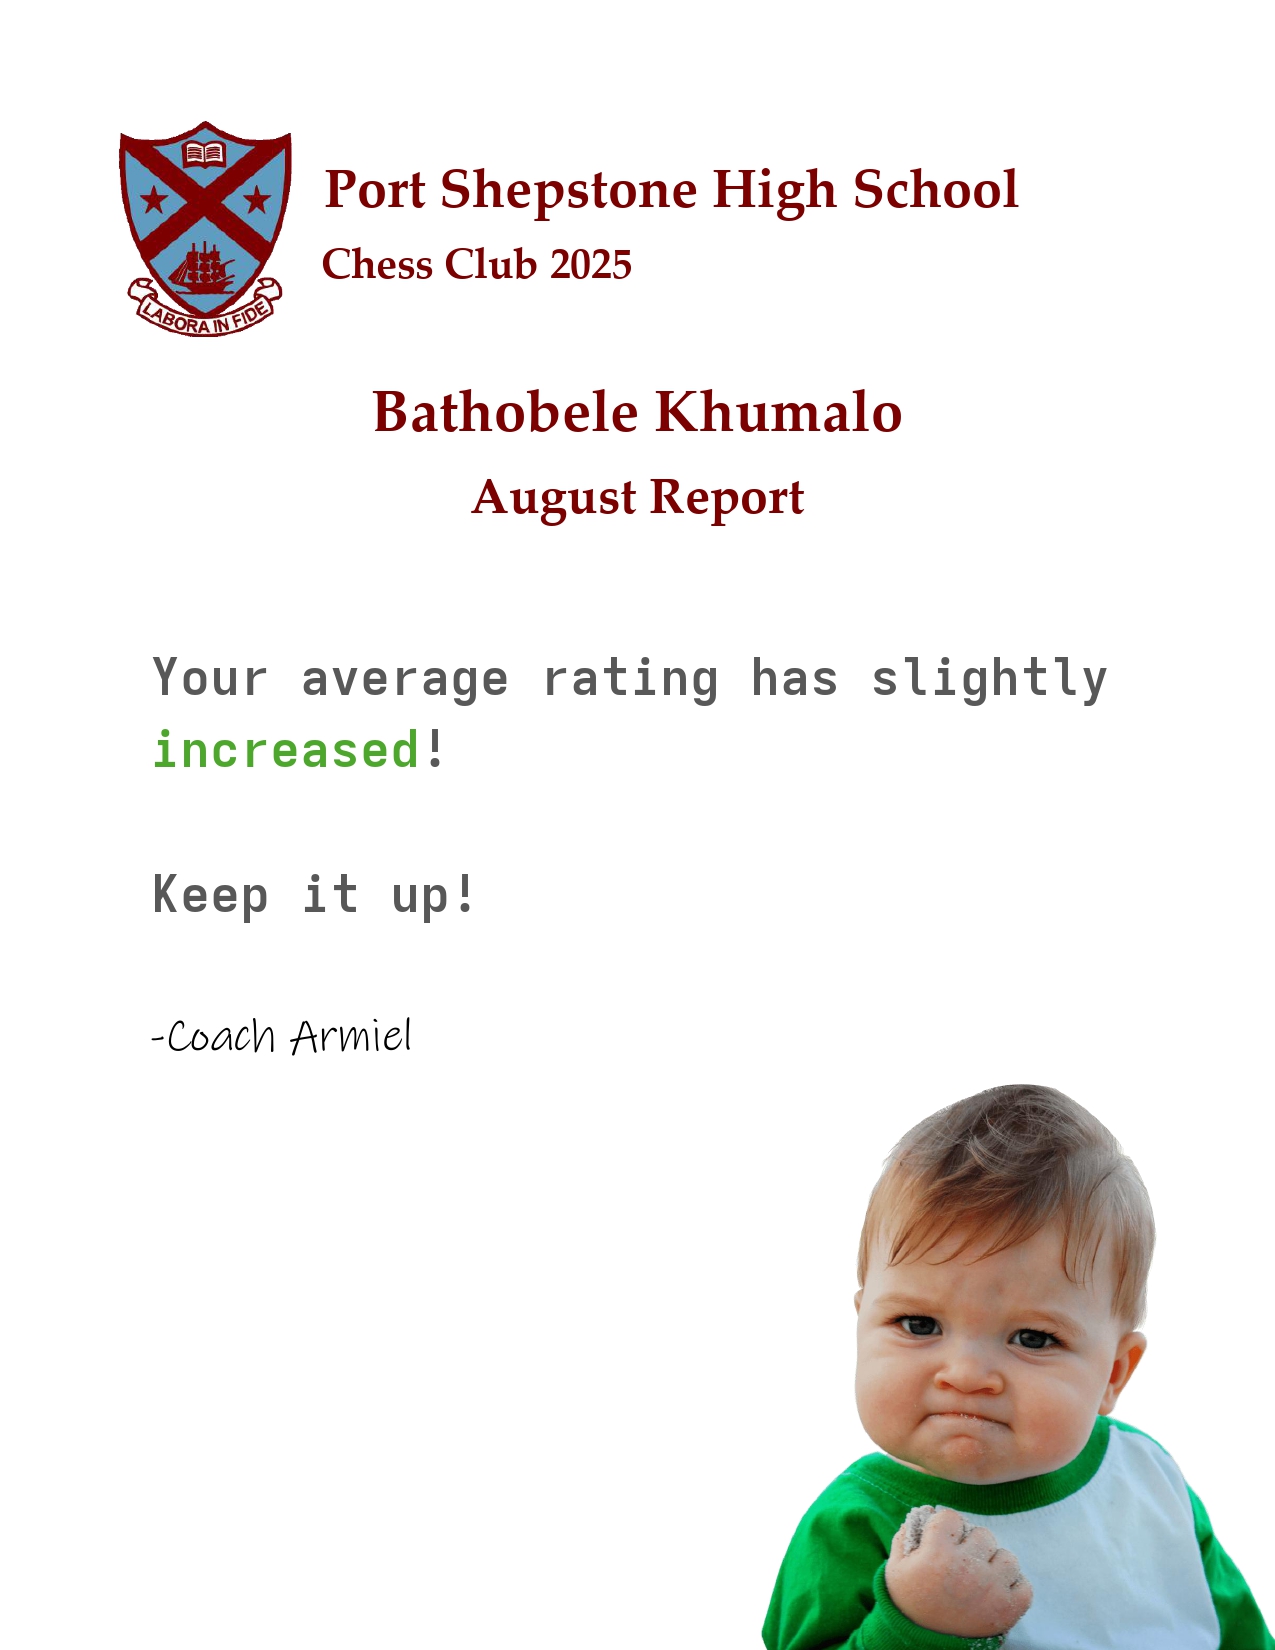 Port Shepstone High School
Chess Club 2025
LABORA IN FIDE
Bathobele Khumalo
August Report
Your average rating has slightly
increased!
Keep it up!
-Coach Armiel